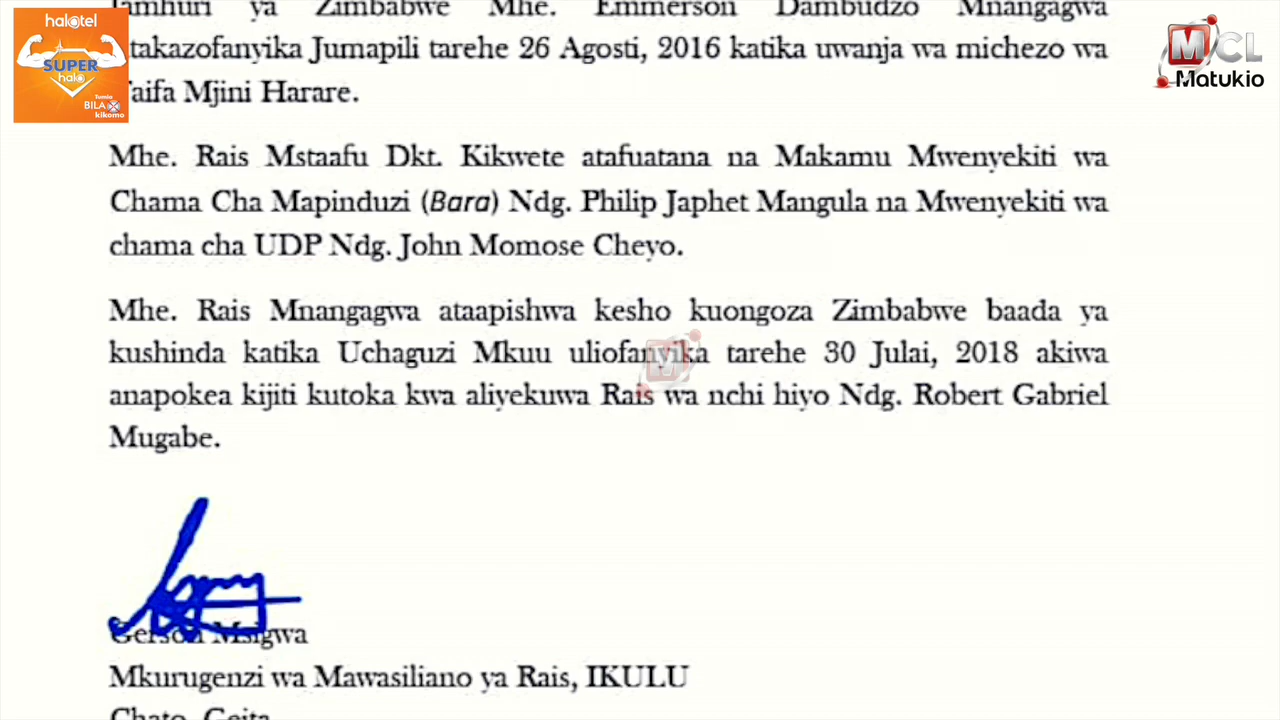 halotel
SUPER
halo
Tumia
BILA
kikomo
MCL
Matukio
Jamhuri ya Zimbabwe Mhe. Emmerson Dambudzo Mnangagwa
itakazofanyika Jumapili tarehe 26 Agosti, 2016 katika uwanja wa michezo wa
Taifa Mjini Harare.
Mhe. Rais Mstaafu Dkt. Kikwete atafuatana na Makamu Mwenyekiti wa
Chama Cha Mapinduzi (Bara) Ndg. Philip Japhet Mangula na Mwenyekiti wa
chama cha UDP Ndg. John Momose Cheyo.
Mhe. Rais Mnangagwa ataapishwa kesho kuongoza Zimbabwe baada ya
kushinda katika Uchaguzi Mkuu uliofanyika tarehe 30 Julai, 2018 akiwa
anapokea kijiti kutoka kwa aliyekuwa Rais wa nchi hiyo Ndg. Robert Gabriel
Mugabe.
Gerson Msigwa
Mkurugenzi wa Mawasiliano ya Rais, IKULU
Chato, Geita